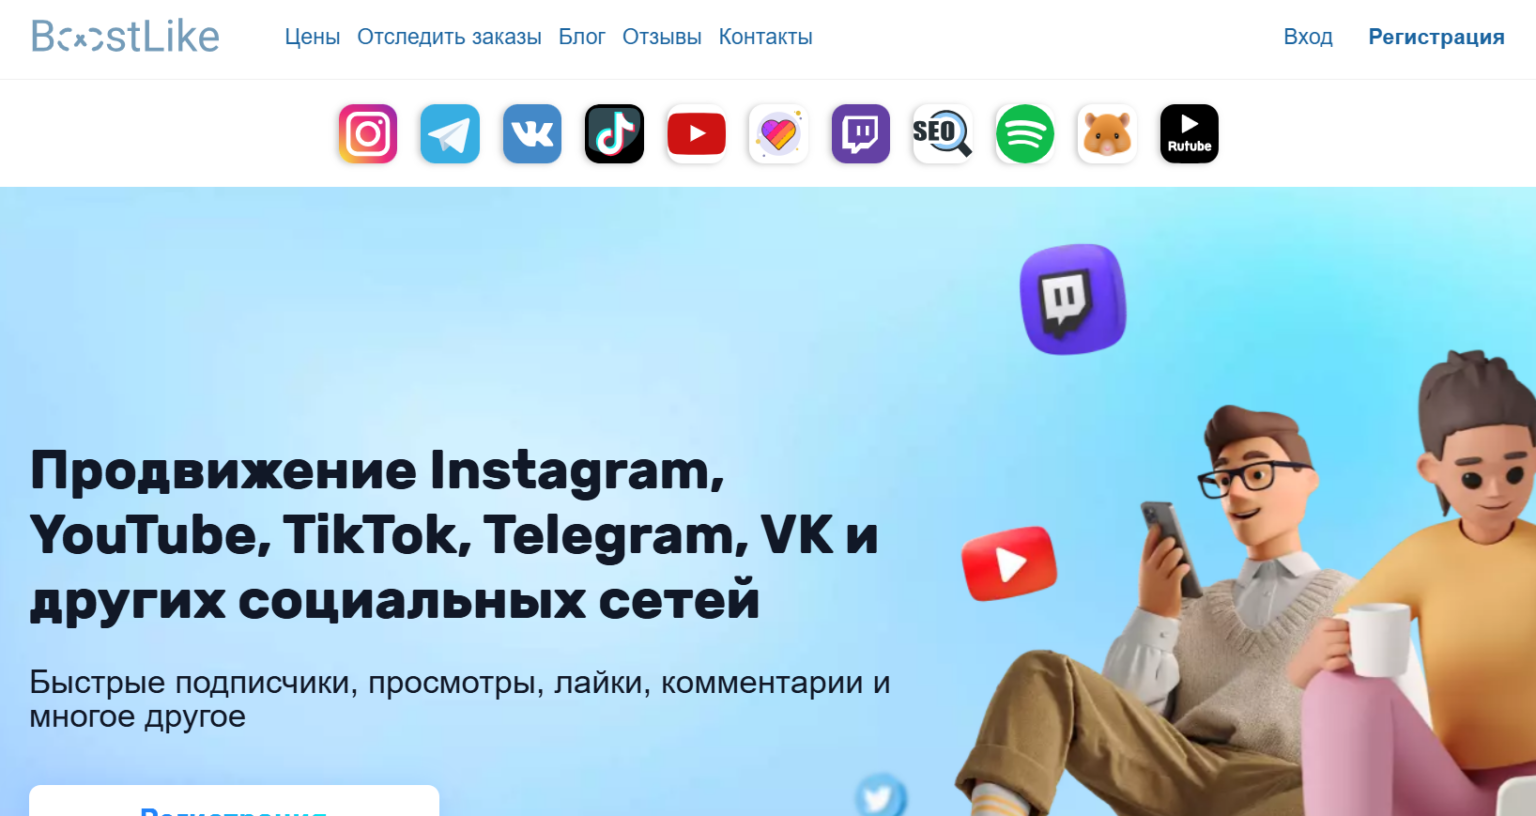 BoostLike
Цены Отследить заказы Блог Отзывы Контакты
Вход Регистрация
SEO
Rutube
Продвижение Instagram,
YouTube, TikTok, Telegram, VK и
других социальных сетей
Быстрые подписчики, просмотры, лайки, комментарии и
многое другое
Регистрация